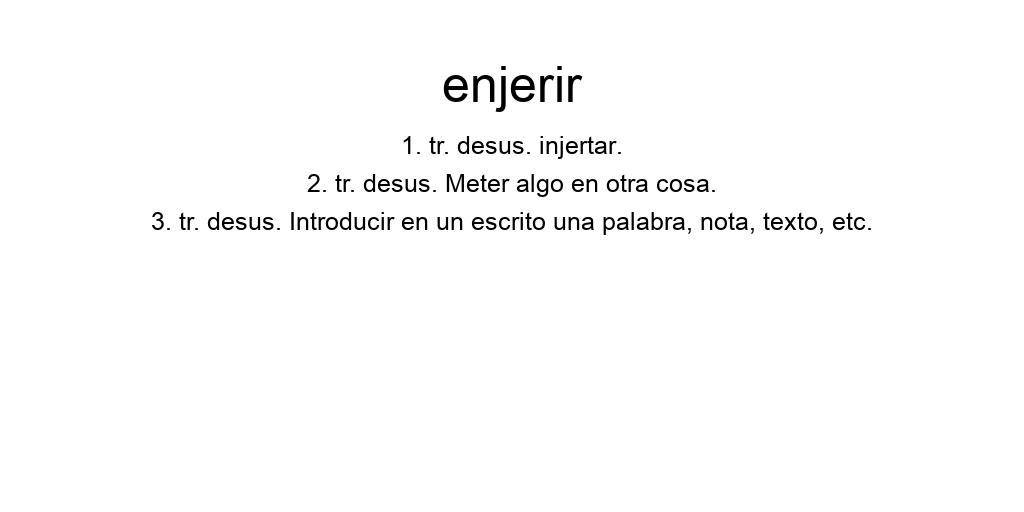 enjerir
1. tr. desus. injertar.
2. tr. desus. Meter algo en otra cosa.
3. tr. desus. Introducir en un escrito una palabra, nota, texto, etc.